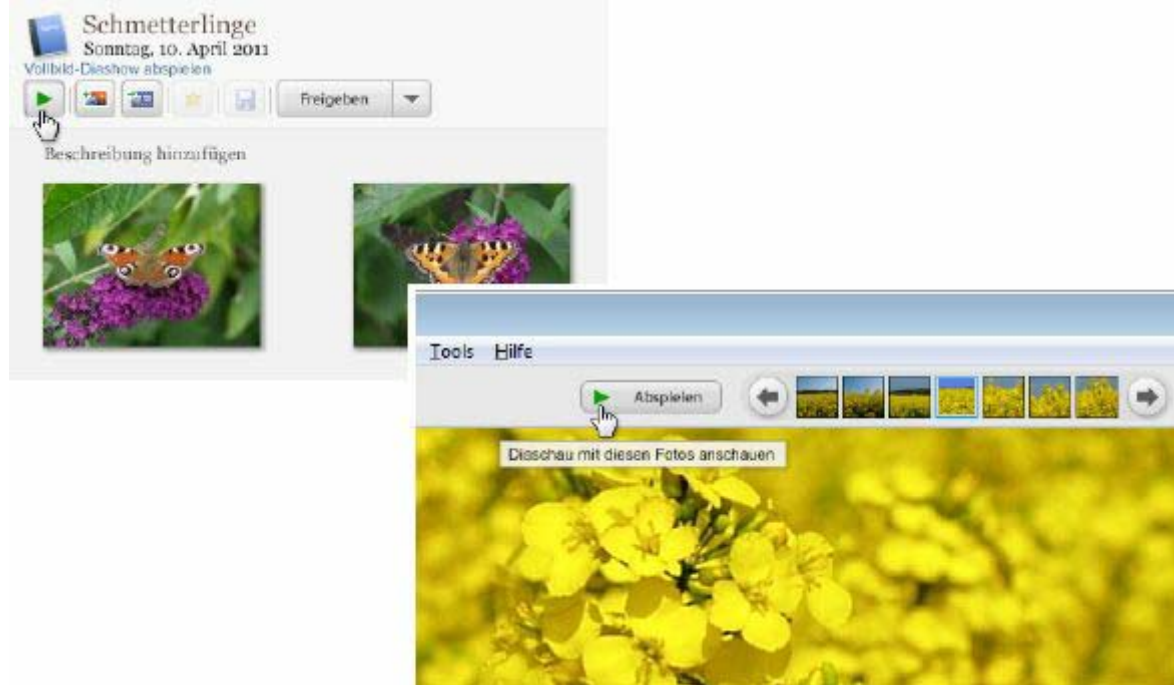 Schmetterlinge
Sonntag, 10. April 2011
Vollbild-Diashow abspielen
Freigeben
Beschreibung hinzufügen
Tools Hilfe
Abspielen
Diaschau mit diesen Fotos anschauen